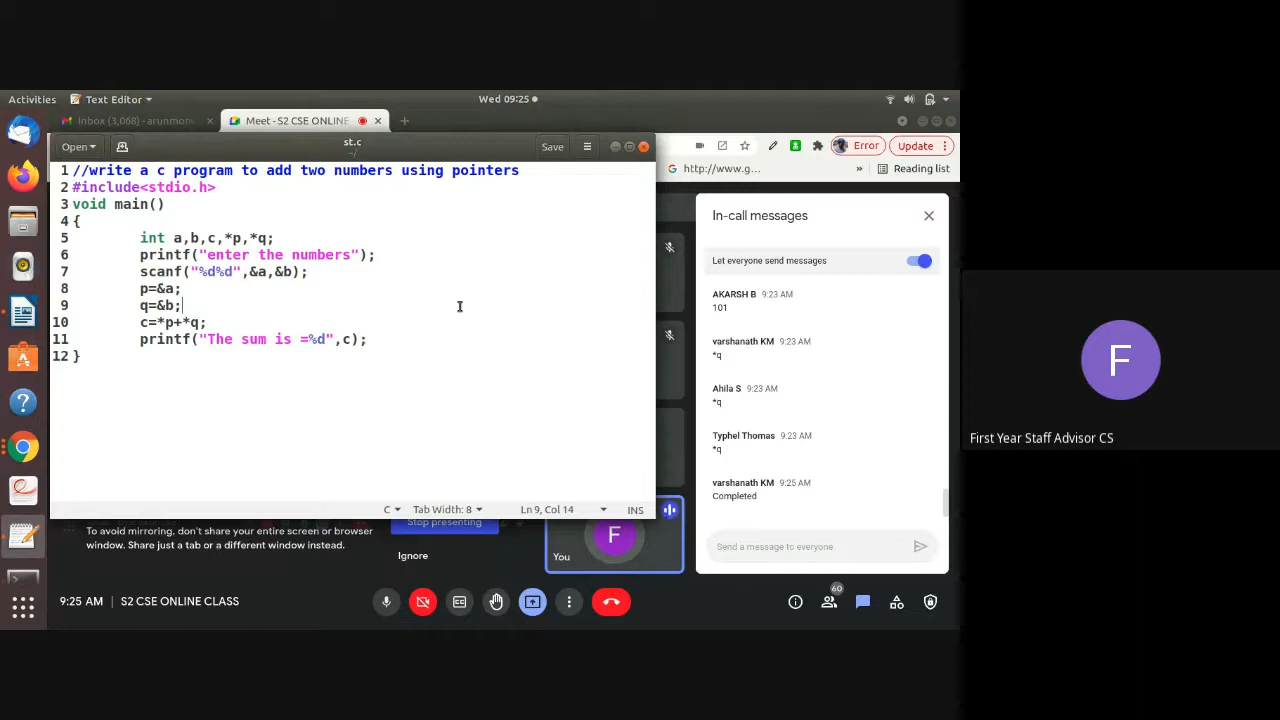 Activities
Text Editor
Wed 09:25
Inbox (3,068) - arunmon
Meet - S2 CSE ONLINE
Open
st.c
~/
Save
Error
Update
http://www.g...
»
Reading list
1 //write a c program to add two numbers using pointers
2 #include<stdio.h>
3 void main()
4 {
5 int a,b,c,*p,*q;
6 printf("enter the numbers");
7 scanf("%d%d",&a,&b);
8 p=&a;
9 q=&b;
10 c=*p+*q;
11 printf("The sum is =%d",c);
12 }
C
Tab Width: 8
Ln 9, Col 14
INS
In-call messages
Let everyone send messages
AKARSH B 9:23 AM
101
varshanath KM 9:23 AM
*q
Ahila S 9:23 AM
*q
Typhel Thomas 9:23 AM
*q
varshanath KM 9:25 AM
Completed
Send a message to everyone
To avoid mirroring, don't share your entire screen or browser
window. Share just a tab or a different window instead.
Stop presenting
Ignore
F
You
9:25 AM
S2 CSE ONLINE CLASS
60
F
First Year Staff Advisor CS